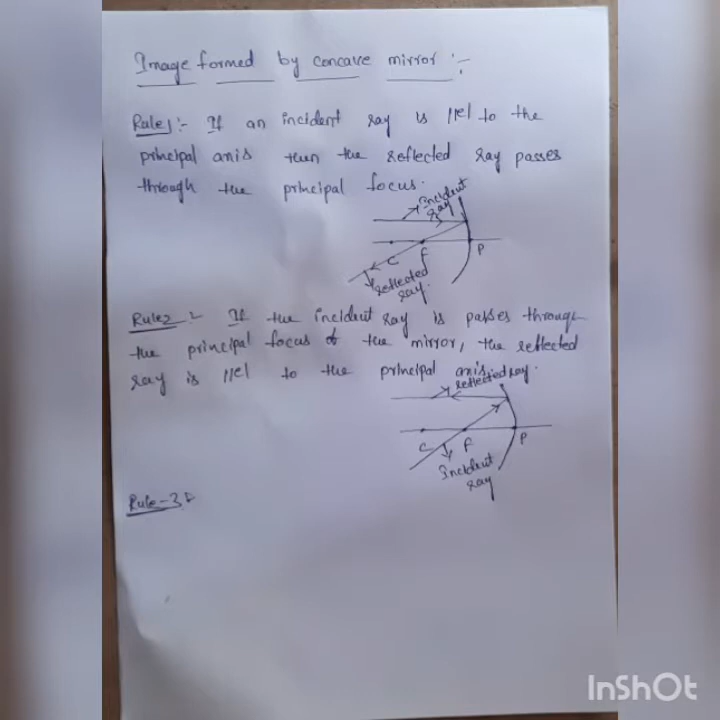 Image formed by concave mirror :-
Rule1:- If an incident ray is llel to the
principal axis then the reflected ray passes
through the principal focus.
Incident
ray
C F P
reflected
ray.
Rule2:- If the incident ray is passes through
the principal focus of the mirror, the reflected
ray is llel to the principal axis.
reflected ray.
C F P
Incident
ray
Rule-3:
InShOt